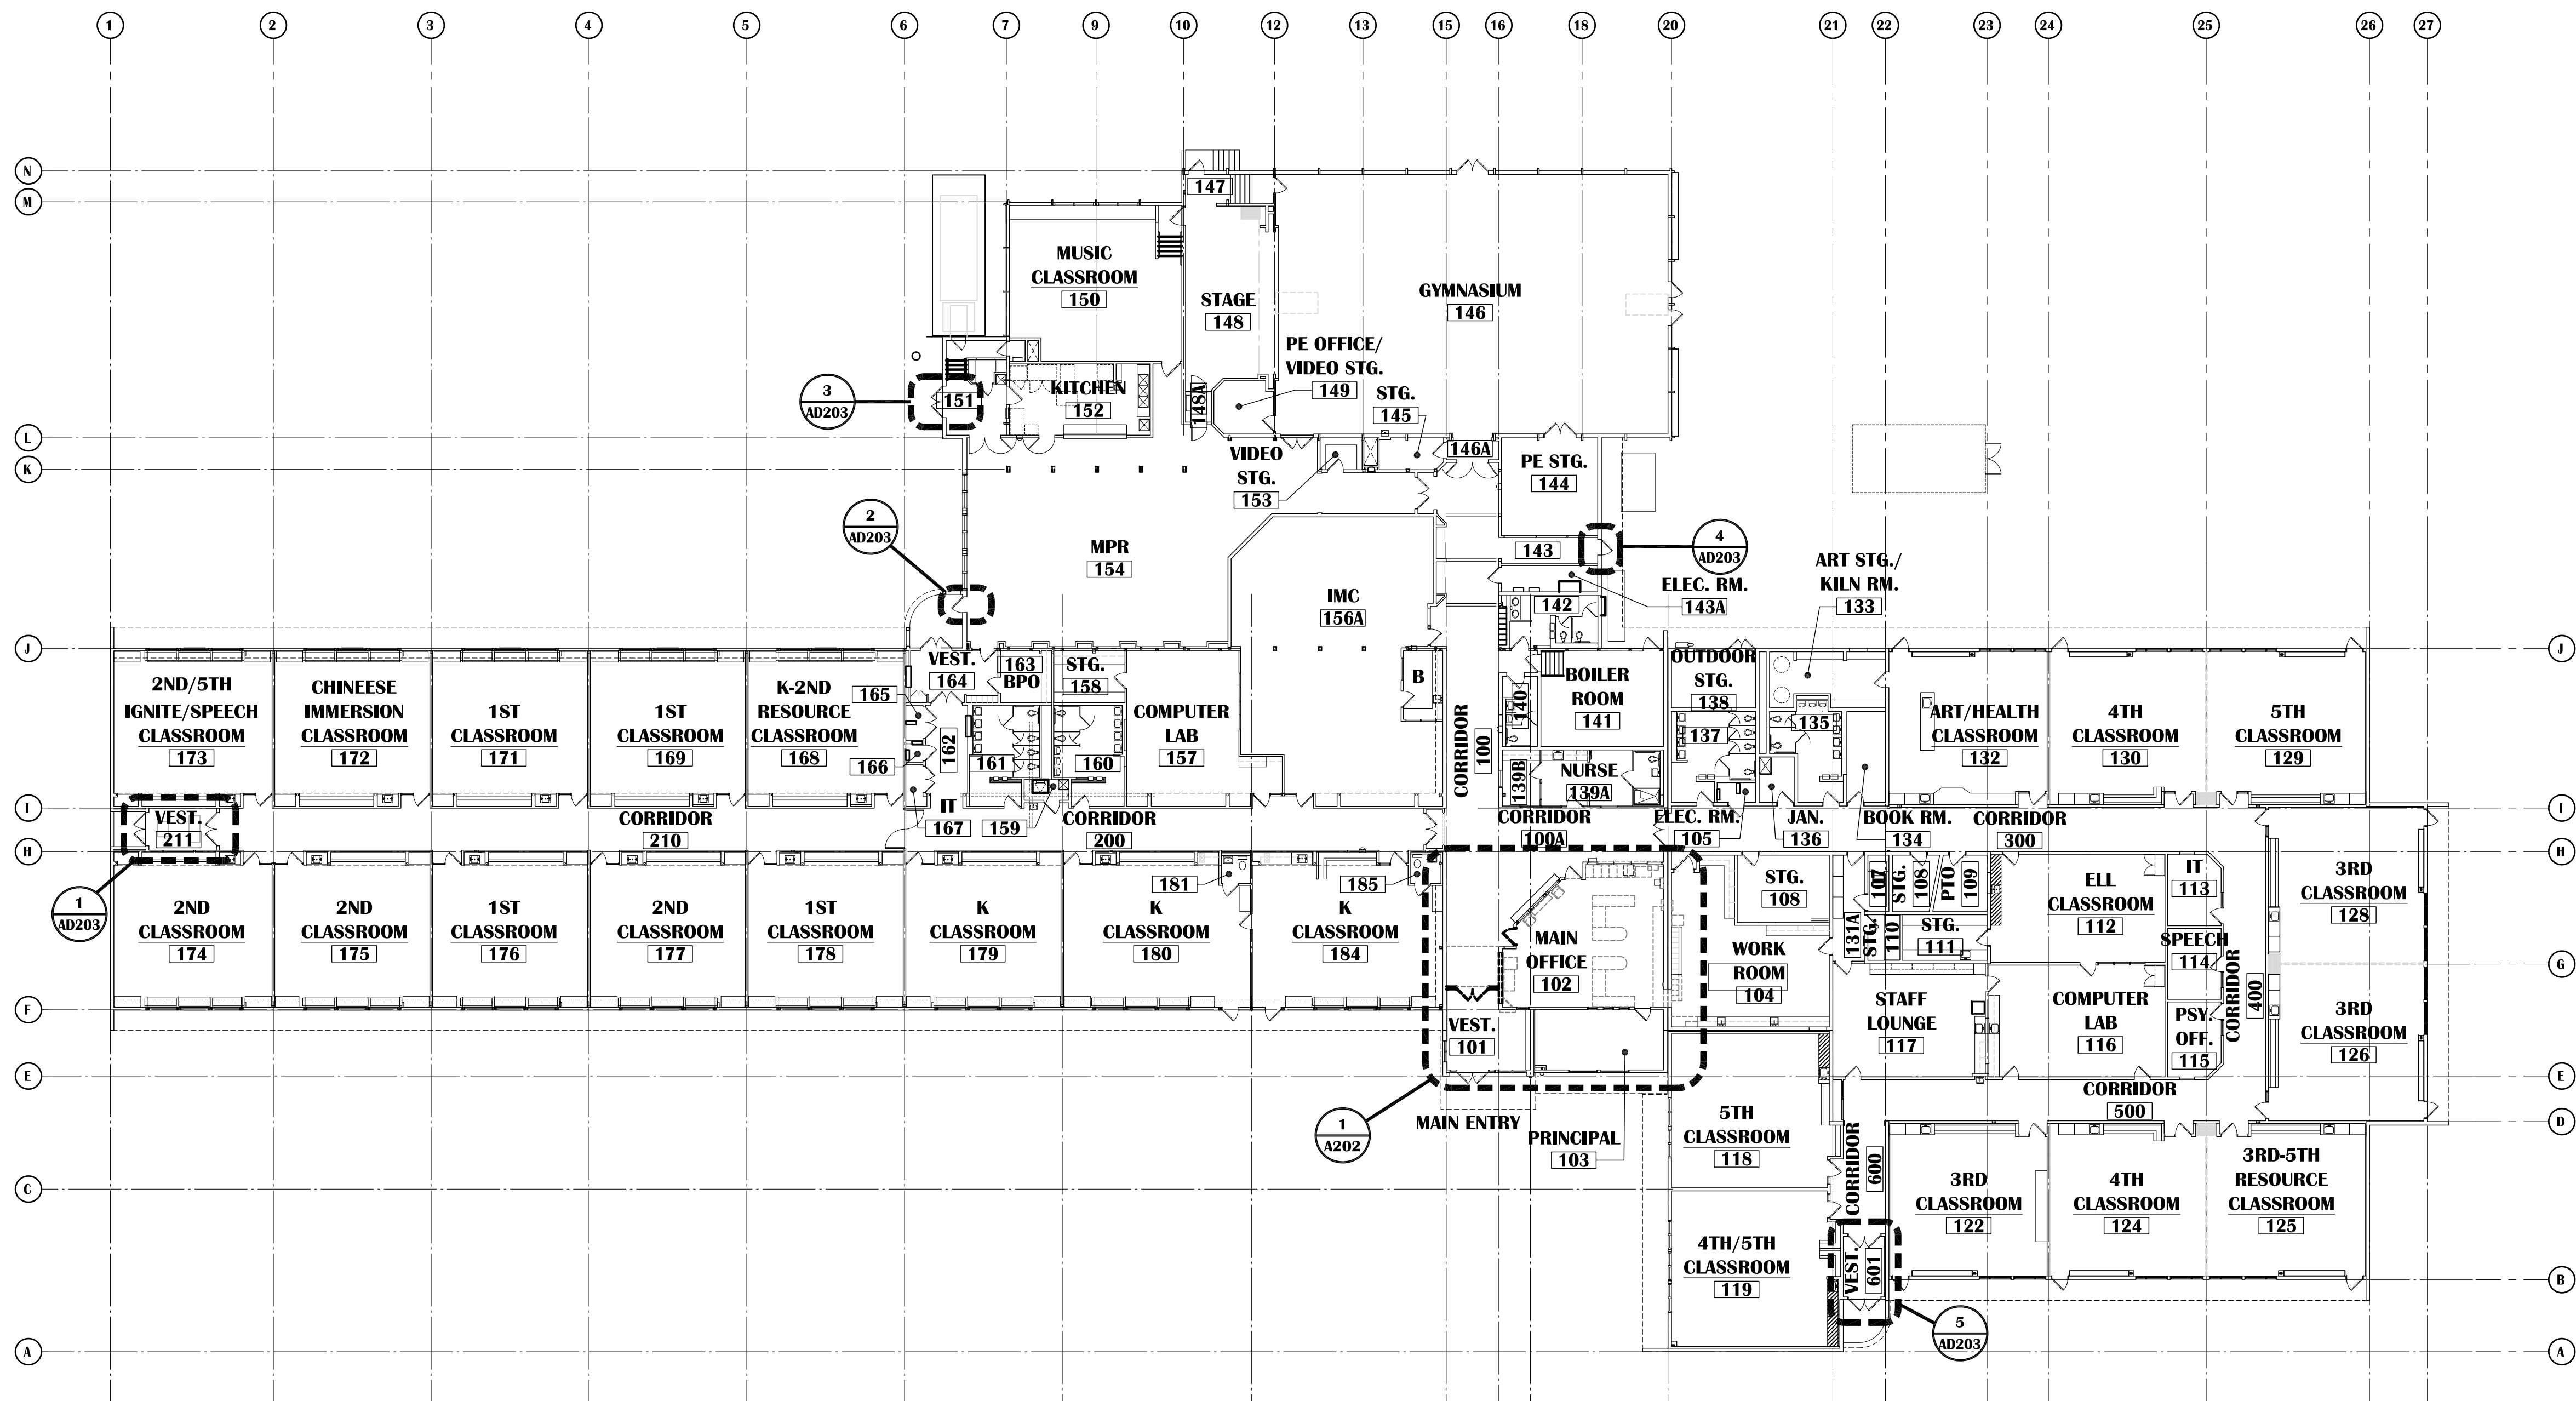 1
2
3
4
5
6
7
9
10
12
13
15
16
18
20
21
22
23
24
25
26
27
N
M
L
K
J
J
I
I
H
H
G
F
E
E
D
C
B
A
A
147
MUSIC
CLASSROOM
150
STAGE
148
GYMNASIUM
146
PE OFFICE/
VIDEO STG.
149
STG.
145
3
AD203
151
KITCHEN
152
148A
VIDEO
STG.
153
146A
PE STG.
144
2
AD203
MPR
154
IMC
156A
143
4
AD203
ELEC. RM.
143A
142
ART STG./
KILN RM.
133
2ND/5TH
IGNITE/SPEECH
CLASSROOM
173
CHINEESE
IMMERSION
CLASSROOM
172
1ST
CLASSROOM
171
1ST
CLASSROOM
169
K-2ND
RESOURCE
CLASSROOM
168
165
166
VEST.
164
162
IT
167
163
BPO
161
159
STG.
158
160
COMPUTER
LAB
157
B
CORRIDOR
100
140
BOILER
ROOM
141
139B
NURSE
139A
OUTDOOR
STG.
138
137
135
ART/HEALTH
CLASSROOM
132
4TH
CLASSROOM
130
5TH
CLASSROOM
129
VEST.
211
CORRIDOR
210
CORRIDOR
200
CORRIDOR
100A
ELEC. RM.
105
JAN.
136
BOOK RM.
134
CORRIDOR
300
1
AD203
2ND
CLASSROOM
174
2ND
CLASSROOM
175
1ST
CLASSROOM
176
2ND
CLASSROOM
177
1ST
CLASSROOM
178
K
CLASSROOM
179
181
K
CLASSROOM
180
185
K
CLASSROOM
184
MAIN
OFFICE
102
STG.
108
WORK
ROOM
104
131A
107
STG.
108
PTO
109
STG.
110
STG.
111
ELL
CLASSROOM
112
IT
113
SPEECH
114
PSY.
OFF.
115
CORRIDOR
400
3RD
CLASSROOM
128
3RD
CLASSROOM
126
STAFF
LOUNGE
117
COMPUTER
LAB
116
VEST.
101
1
A202
MAIN ENTRY
PRINCIPAL
103
CORRIDOR
500
5TH
CLASSROOM
118
CORRIDOR
600
4TH/5TH
CLASSROOM
119
VEST.
601
3RD
CLASSROOM
122
4TH
CLASSROOM
124
3RD-5TH
RESOURCE
CLASSROOM
125
5
AD203